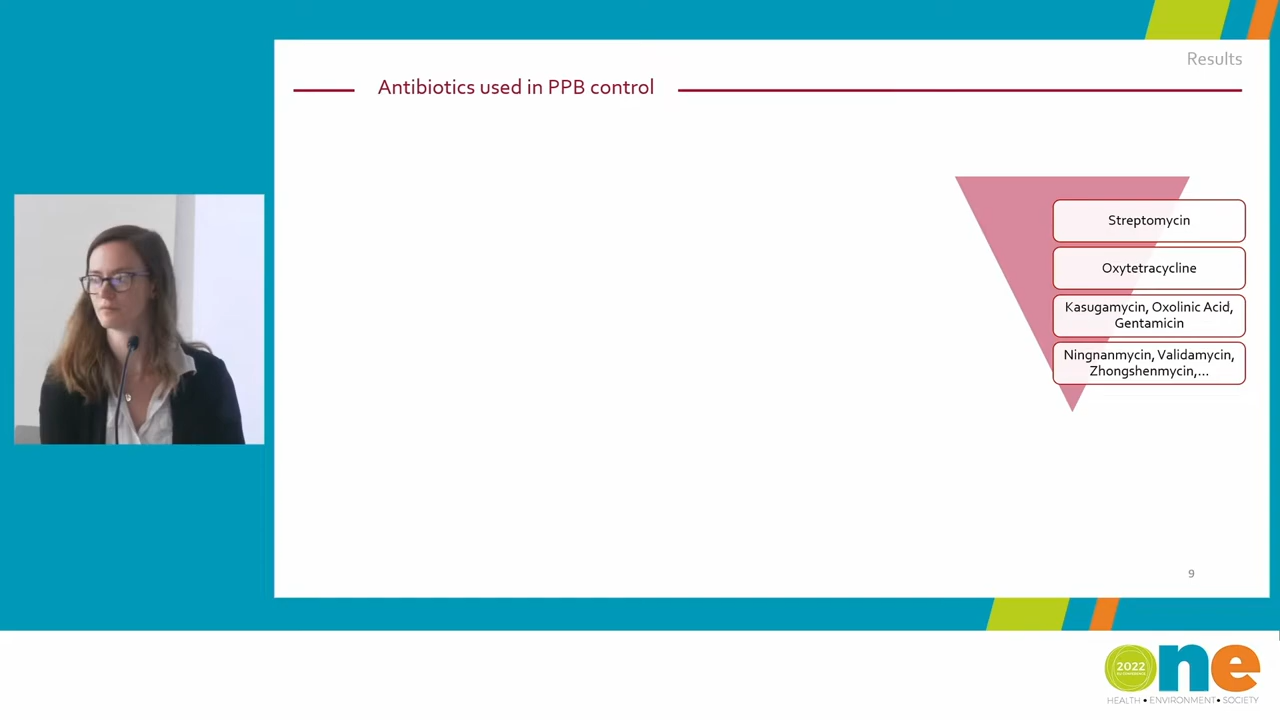 Results
Antibiotics used in PPB control
Streptomycin
Oxytetracycline
Kasugamycin, Oxolinic Acid,
Gentamicin
Ningnanmycin, Validamycin,
Zhongshenmycin,...
9
2022
one
HEALTH • ENVIRONMENT • SOCIETY